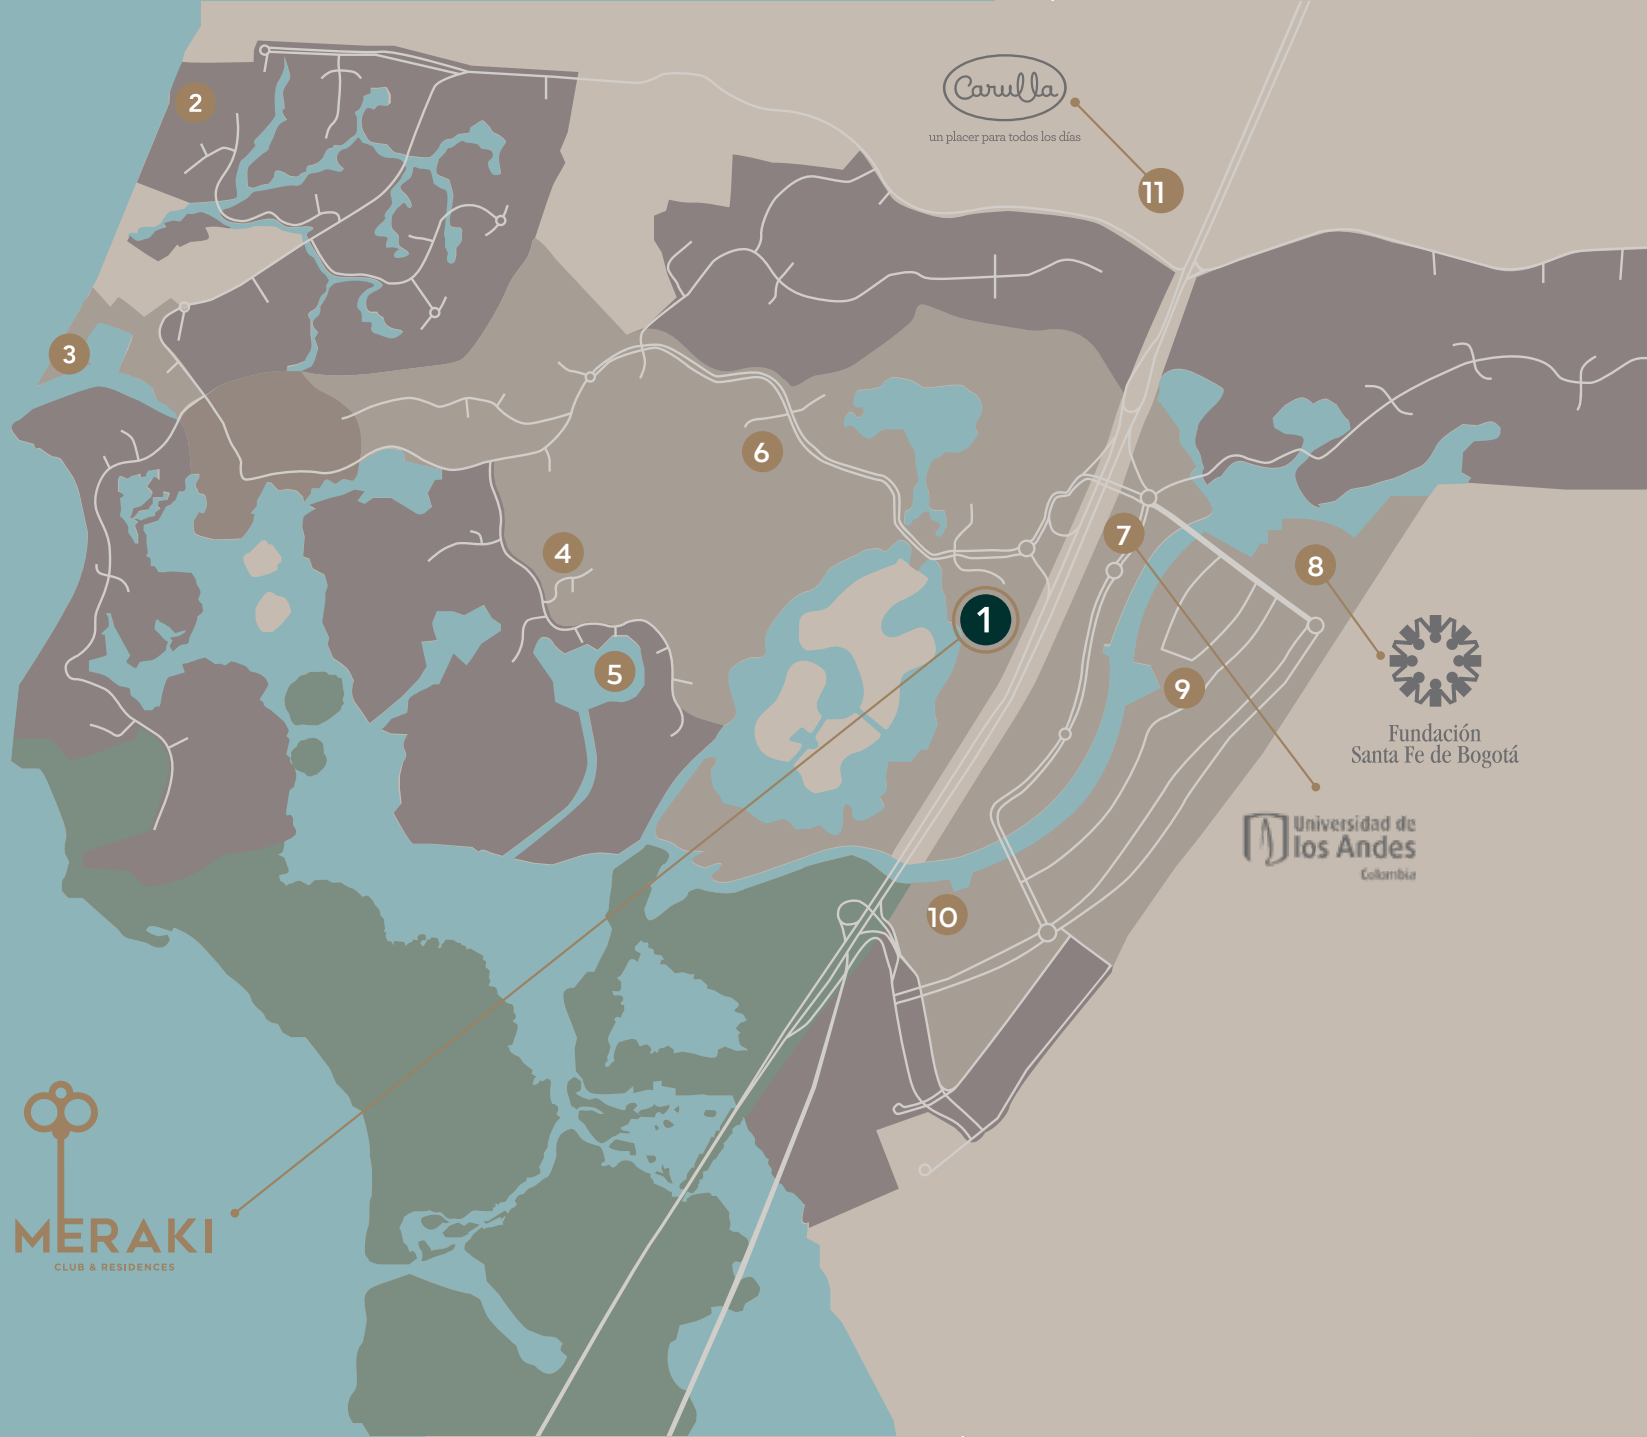 Carulla
un placer para todos los días
11
2
3
6
4
5
1
7
8
9
10
Fundación
Santa Fe de Bogotá
Universidad de
los Andes
Colombia
MERAKI
CLUB & RESIDENCES